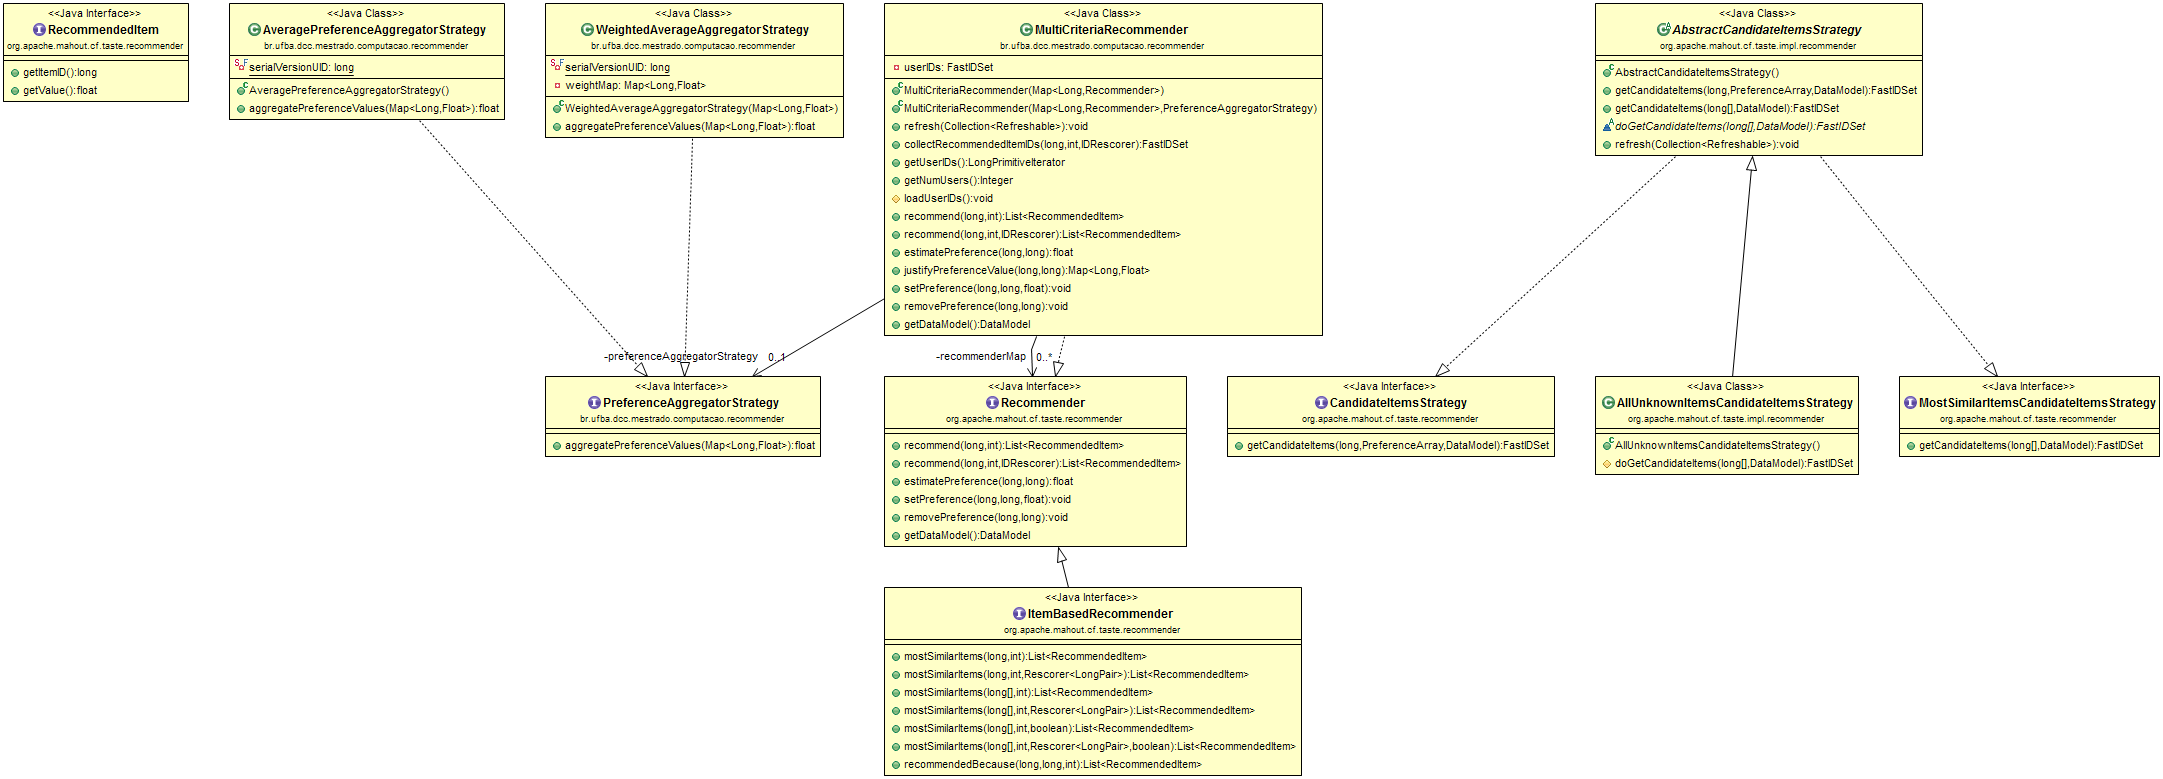 <<Java Interface>>
RecommendedItem
org.apache.mahout.cf.taste.recommender
getItemID():long
getValue():float
<<Java Class>>
AveragePreferenceAggregatorStrategy
br.ufba.dcc.mestrado.computacao.recommender
serialVersionUID: long
AveragePreferenceAggregatorStrategy()
aggregatePreferenceValues(Map<Long,Float>):float
<<Java Class>>
WeightedAverageAggregatorStrategy
br.ufba.dcc.mestrado.computacao.recommender
serialVersionUID: long
weightMap: Map<Long,Float>
WeightedAverageAggregatorStrategy(Map<Long,Float>)
aggregatePreferenceValues(Map<Long,Float>):float
<<Java Class>>
MultiCriteriaRecommender
br.ufba.dcc.mestrado.computacao.recommender
userIDs: FastIDSet
MultiCriteriaRecommender(Map<Long,Recommender>)
MultiCriteriaRecommender(Map<Long,Recommender>,PreferenceAggregatorStrategy)
refresh(Collection<Refreshable>):void
collectRecommendedItemIDs(long,int,IDRescorer):FastIDSet
getUserIDs():LongPrimitiveIterator
getNumUsers():Integer
loadUserIDs():void
recommend(long,int):List<RecommendedItem>
recommend(long,int,IDRescorer):List<RecommendedItem>
estimatePreference(long,long):float
justifyPreferenceValue(long,long):Map<Long,Float>
setPreference(long,long,float):void
removePreference(long,long):void
getDataModel():DataModel
<<Java Class>>
AbstractCandidateItemsStrategy
org.apache.mahout.cf.taste.impl.recommender
AbstractCandidateItemsStrategy()
getCandidateItems(long,PreferenceArray,DataModel):FastIDSet
getCandidateItems(long[],DataModel):FastIDSet
doGetCandidateItems(long[],DataModel):FastIDSet
refresh(Collection<Refreshable>):void
-preferenceAggregatorStrategy 0..1
-recommenderMap 0..*
<<Java Interface>>
PreferenceAggregatorStrategy
br.ufba.dcc.mestrado.computacao.recommender
aggregatePreferenceValues(Map<Long,Float>):float
<<Java Interface>>
Recommender
org.apache.mahout.cf.taste.recommender
recommend(long,int):List<RecommendedItem>
recommend(long,int,IDRescorer):List<RecommendedItem>
estimatePreference(long,long):float
setPreference(long,long,float):void
removePreference(long,long):void
getDataModel():DataModel
<<Java Interface>>
CandidateItemsStrategy
org.apache.mahout.cf.taste.recommender
getCandidateItems(long,PreferenceArray,DataModel):FastIDSet
<<Java Class>>
AllUnknownItemsCandidateItemsStrategy
org.apache.mahout.cf.taste.impl.recommender
AllUnknownItemsCandidateItemsStrategy()
doGetCandidateItems(long[],DataModel):FastIDSet
<<Java Interface>>
MostSimilarItemsCandidateItemsStrategy
org.apache.mahout.cf.taste.recommender
getCandidateItems(long[],DataModel):FastIDSet
<<Java Interface>>
ItemBasedRecommender
org.apache.mahout.cf.taste.recommender
mostSimilarItems(long,int):List<RecommendedItem>
mostSimilarItems(long,int,Rescorer<LongPair>):List<RecommendedItem>
mostSimilarItems(long[],int):List<RecommendedItem>
mostSimilarItems(long[],int,Rescorer<LongPair>):List<RecommendedItem>
mostSimilarItems(long[],int,boolean):List<RecommendedItem>
mostSimilarItems(long[],int,Rescorer<LongPair>,boolean):List<RecommendedItem>
recommendedBecause(long,long,int):List<RecommendedItem>